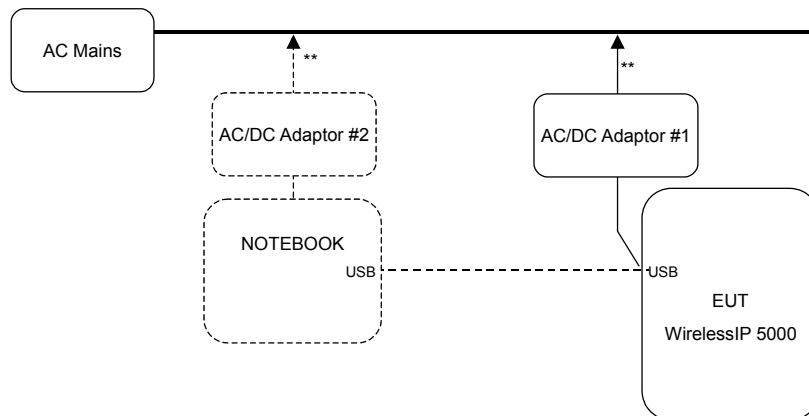 AC Mains
**
**
AC/DC Adaptor #2
AC/DC Adaptor #1
NOTEBOOK
USB
USB
EUT
WirelessIP 5000